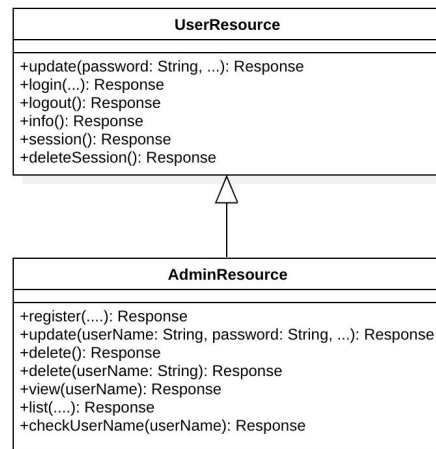 UserResource
+update(password: String, ...): Response
+login(...): Response
+logout(): Response
+info(): Response
+session(): Response
+deleteSession(): Response
AdminResource
+register(....): Response
+update(userName: String, password: String, ...): Response
+delete(): Response
+delete(userName: String): Response
+view(userName): Response
+list(....): Response
+checkUserName(userName): Response